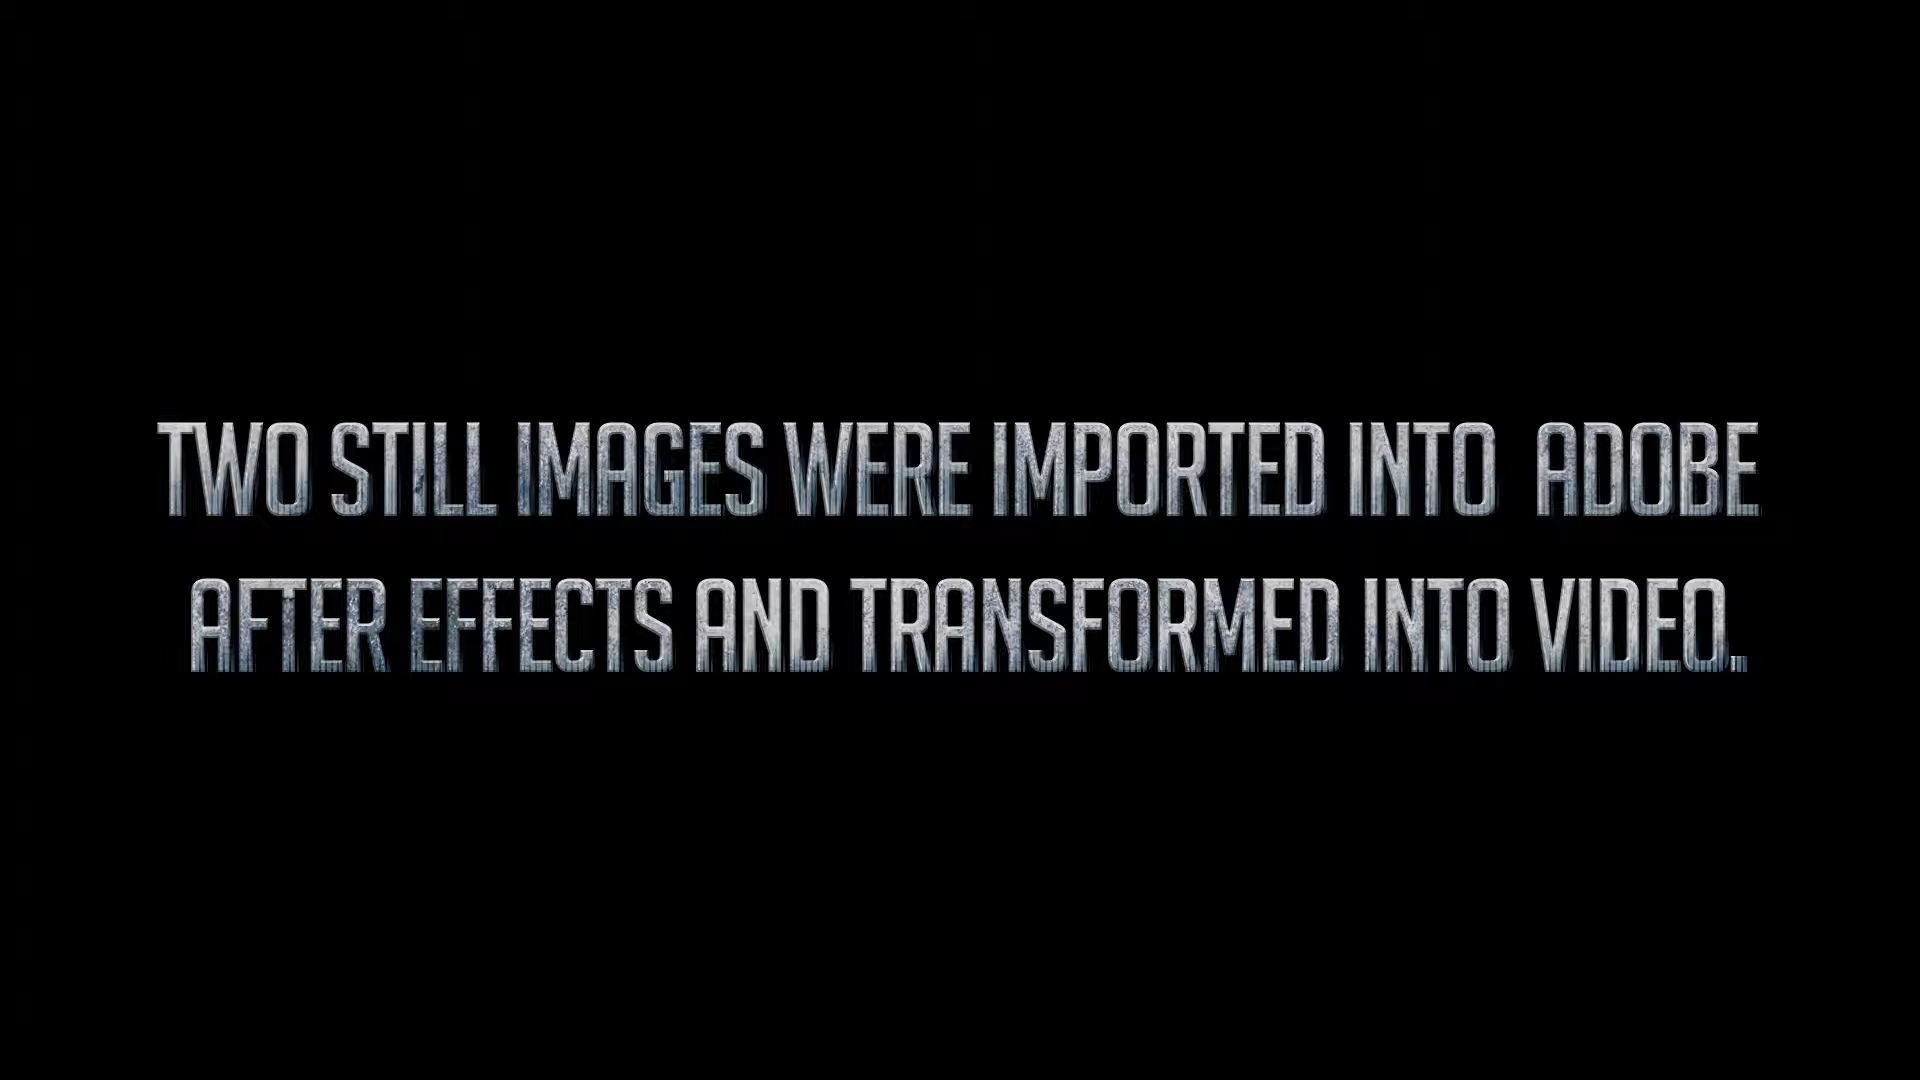 TWO STILL IMAGES WERE IMPORTED INTO ADOBE
AFTER EFFECTS AND TRANSFORMED INTO VIDEO.